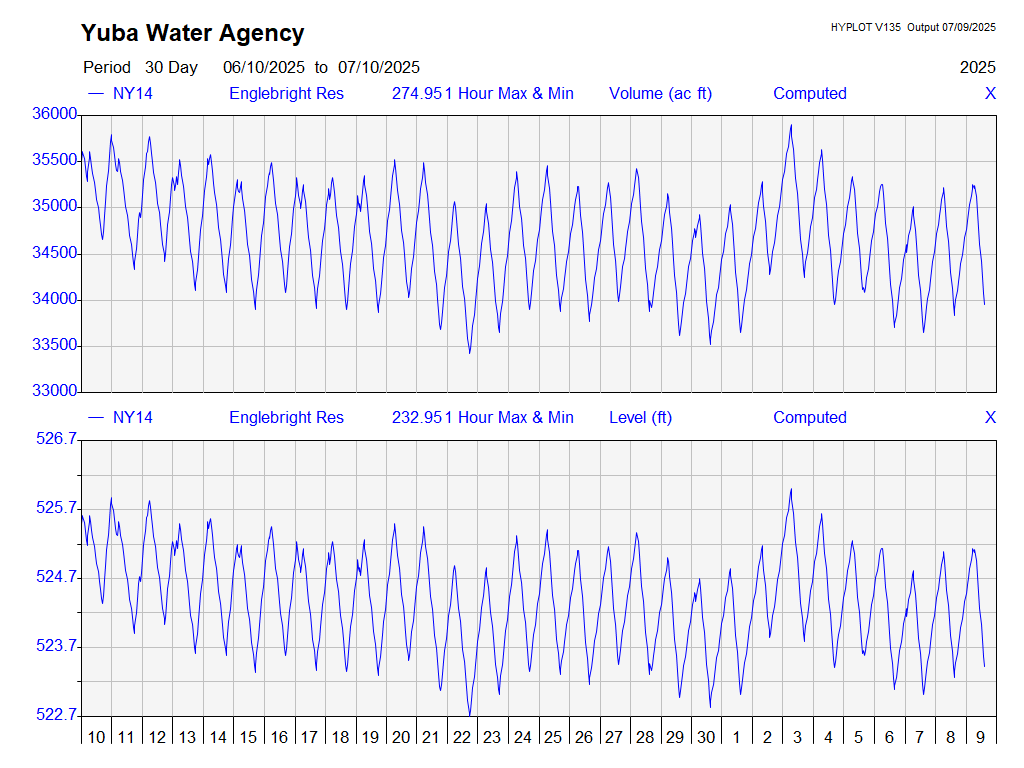 Yuba Water Agency
HYPLOT V135 Output 07/09/2025
Period 30 Day 06/10/2025 to 07/10/2025 2025
NY14 Englebright Res 274.951 Hour Max & Min Volume (ac ft) Computed X
36000
35500
35000
34500
34000
33500
33000
NY14 Englebright Res 232.951 Hour Max & Min Level (ft) Computed X
526.7
525.7
524.7
523.7
522.7
10 11 12 13 14 15 16 17 18 19 20 21 22 23 24 25 26 27 28 29 30 1 2 3 4 5 6 7 8 9